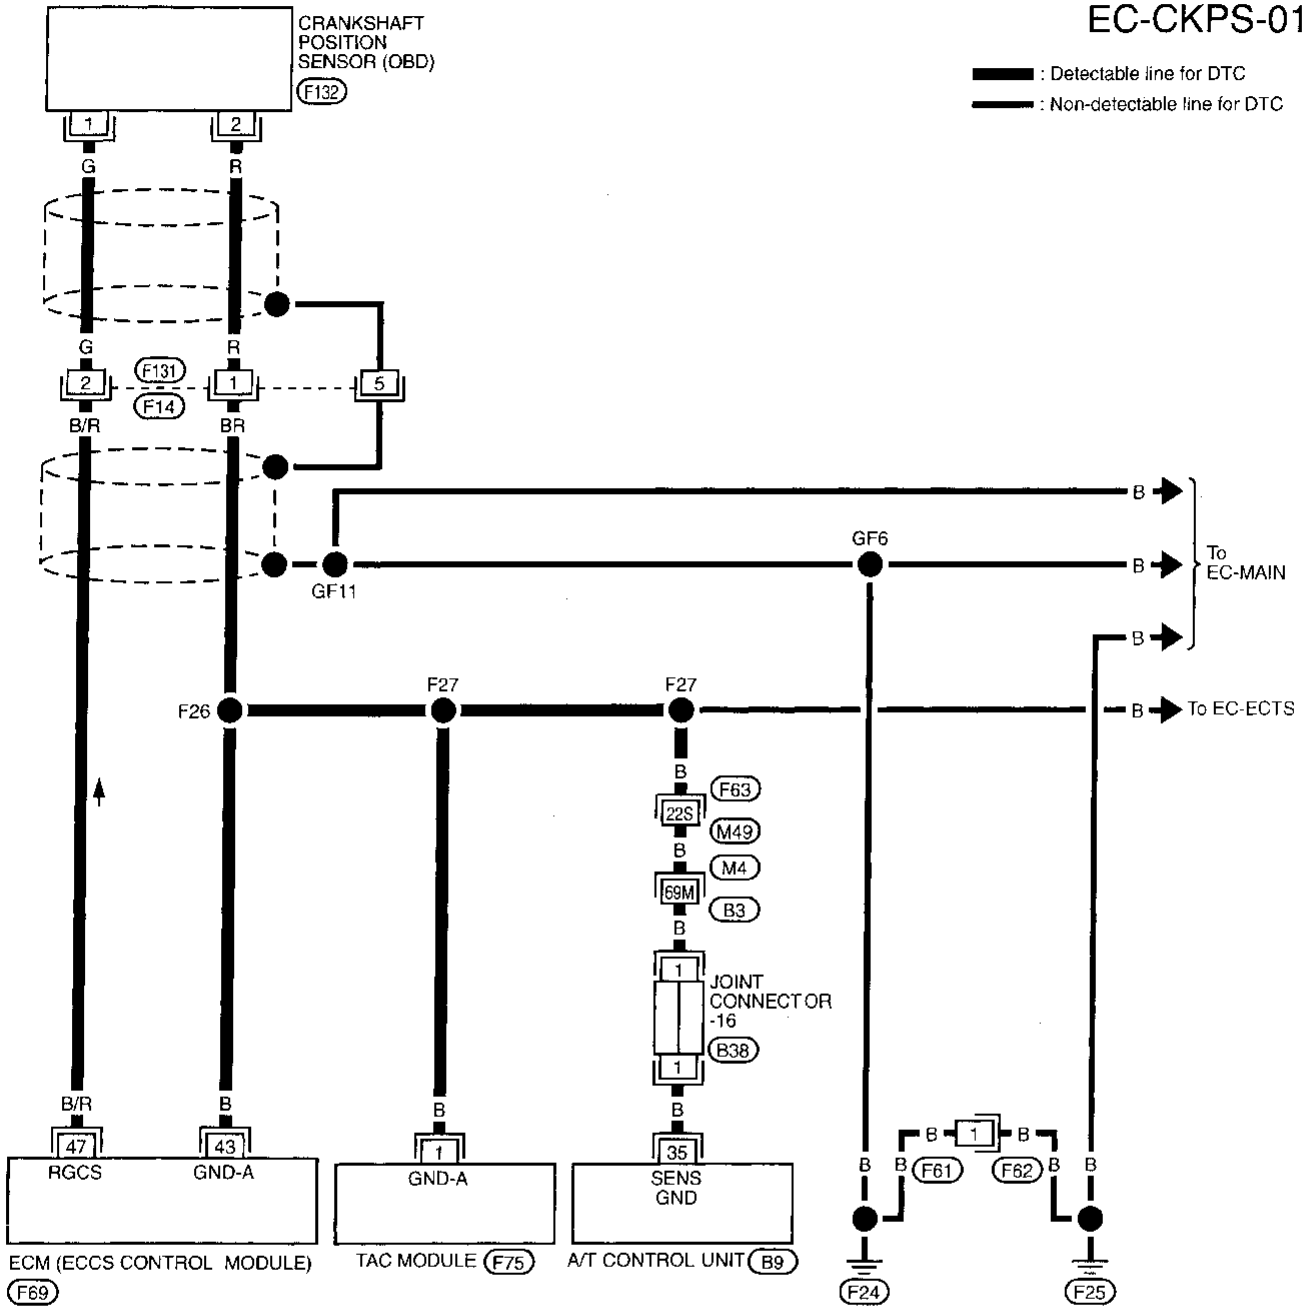 EC-CKPS-01
CRANKSHAFT
POSITION
SENSOR (OBD)
F132
: Detectable line for DTC
: Non-detectable line for DTC
1
2
G
R
G
R
F131
2
1
5
F14
B/R
BR
B
GF6
B
To
EC-MAIN
GF11
B
F27
F27
F26
B
To EC-ECTS
B
F63
22S
M49
B
M4
69M
B3
B
1
JOINT
CONNECTOR
-16
B38
1
B/R
B
B
B
B
1
B
47
43
1
35
B
B
F61
F62
B
B
RGCS
GND-A
GND-A
SENS
GND
ECM (ECCS CONTROL MODULE)
F69
TAC MODULE
F75
A/T CONTROL UNIT
B9
F24
F25